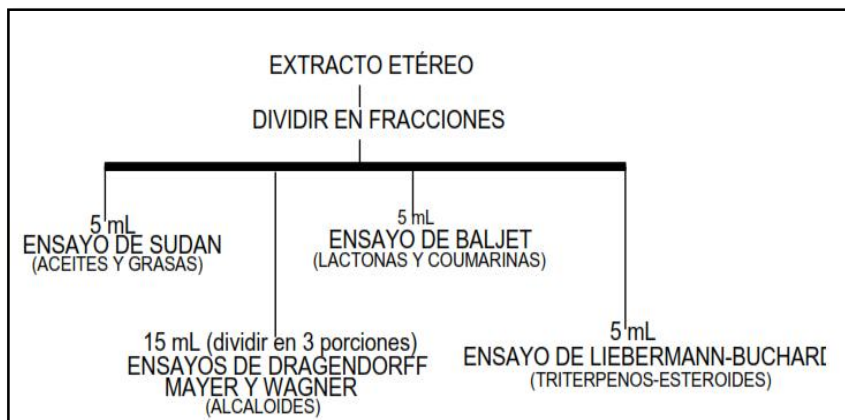 EXTRACTO ETÉREO
DIVIDIR EN FRACCIONES
5 mL
ENSAYO DE SUDAN
(ACEITES Y GRASAS)
5 mL
ENSAYO DE BALJET
(LACTONAS Y COUMARINAS)
15 mL (dividir en 3 porciones)
ENSAYOS DE DRAGENDORFF
MAYER Y WAGNER
(ALCALOIDES)
5 mL
ENSAYO DE LIEBERMANN-BUCHARD
(TRITERPENOS-ESTEROIDES)